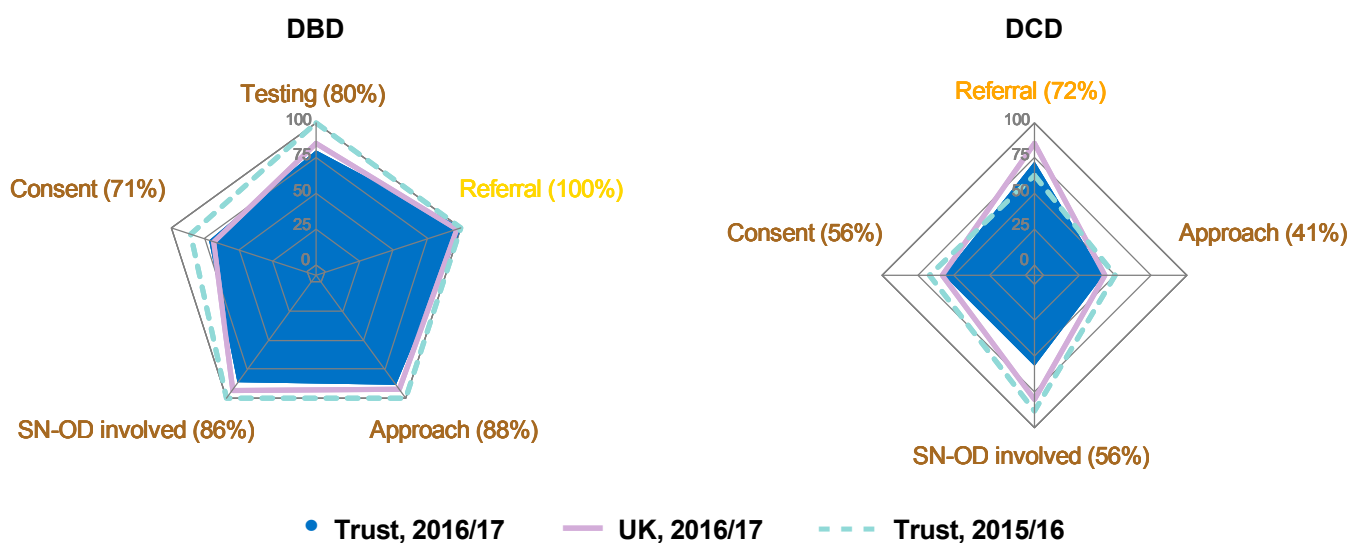 DBD
Testing (80%)
100
75
50
25
0
Consent (71%)
Referral (100%)
SN-OD involved (86%)
Approach (88%)
DCD
Referral (72%)
100
75
50
25
0
Consent (56%)
Approach (41%)
SN-OD involved (56%)
Trust, 2016/17
UK, 2016/17
Trust, 2015/16